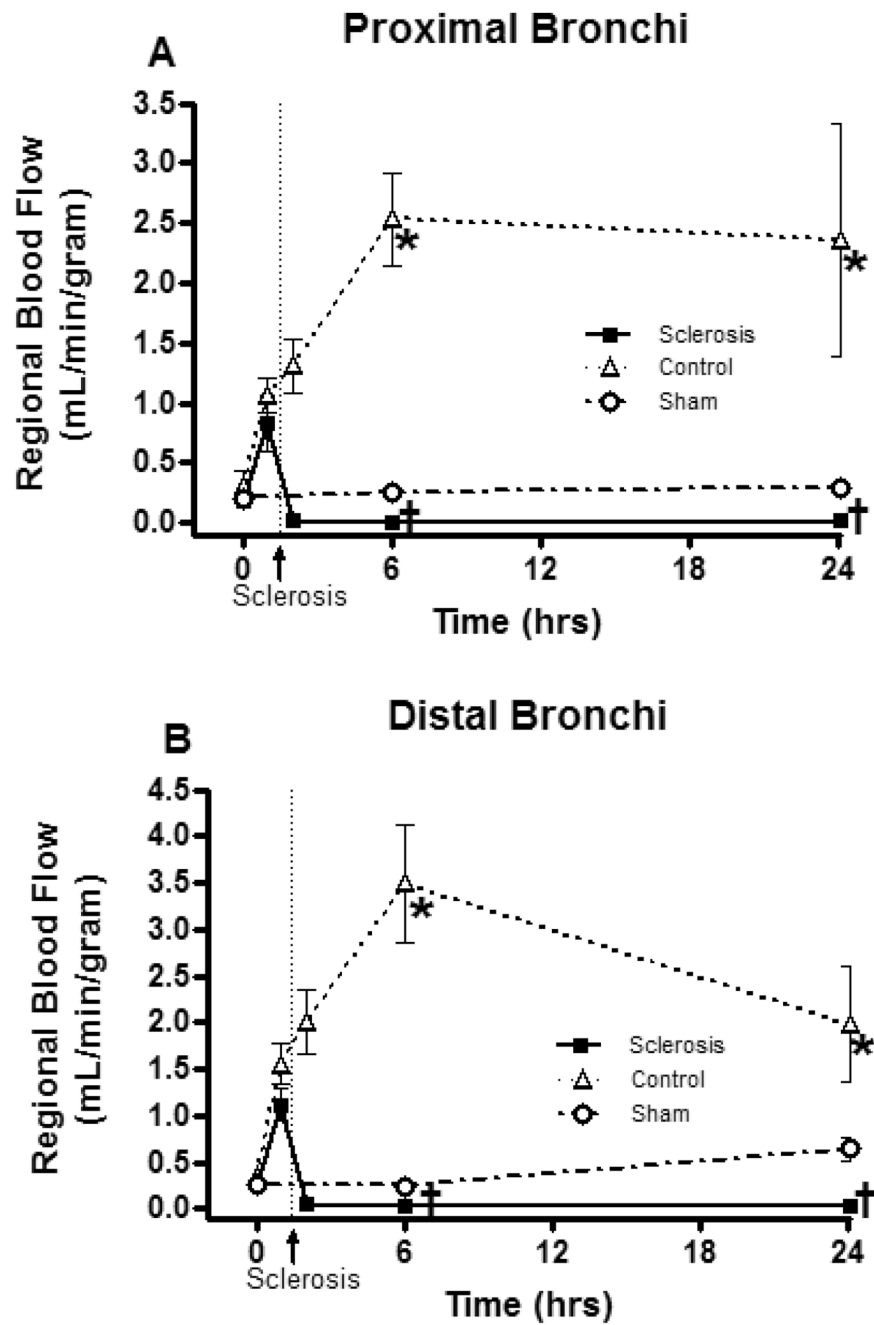 Proximal Bronchi
A
Regional Blood Flow
(mL/min/gram)
3.5
3.0
2.5
2.0
1.5
1.0
0.5
0.0
*
*
Sclerosis
Control
Sham
†
†
0 6 12 18 24
Sclerosis
Time (hrs)
Distal Bronchi
B
Regional Blood Flow
(mL/min/gram)
4.5
4.0
3.5
3.0
2.5
2.0
1.5
1.0
0.5
0.0
*
*
Sclerosis
Control
Sham
†
†
0 6 12 18 24
Sclerosis
Time (hrs)